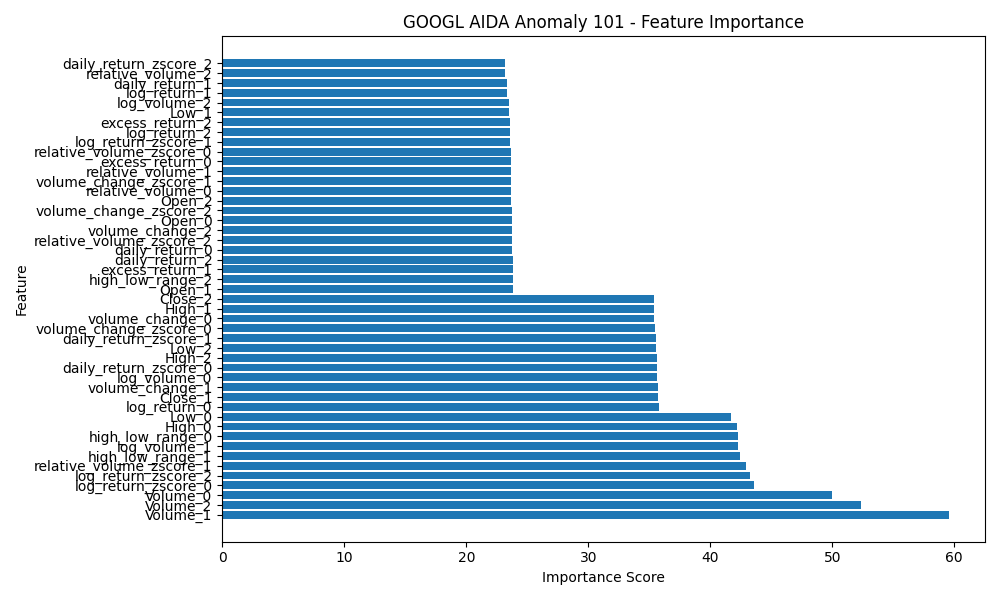 GOOGL AIDA Anomaly 101 - Feature Importance
daily_return_zscore_2
relative_volume_2
daily_return_1
log_return_1
log_volume_2
Low_1
excess_return_2
log_return_2
log_return_zscore_1
relative_volume_zscore_0
excess_return_0
relative_volume_1
volume_change_zscore_1
relative_volume_0
Open_2
volume_change_zscore_2
Open_0
volume_change_2
relative_volume_zscore_2
daily_return_0
daily_return_2
excess_return_1
high_low_range_2
Open_1
Close_2
High_1
volume_change_0
volume_change_zscore_0
daily_return_zscore_1
Low_2
High_2
daily_return_zscore_0
log_volume_0
volume_change_1
Close_1
log_return_0
Low_0
High_0
high_low_range_0
log_volume_1
high_low_range_1
relative_volume_zscore_1
log_return_zscore_2
log_return_zscore_0
Volume_0
Volume_2
Volume_1
Feature
0 10 20 30 40 50 60
Importance Score